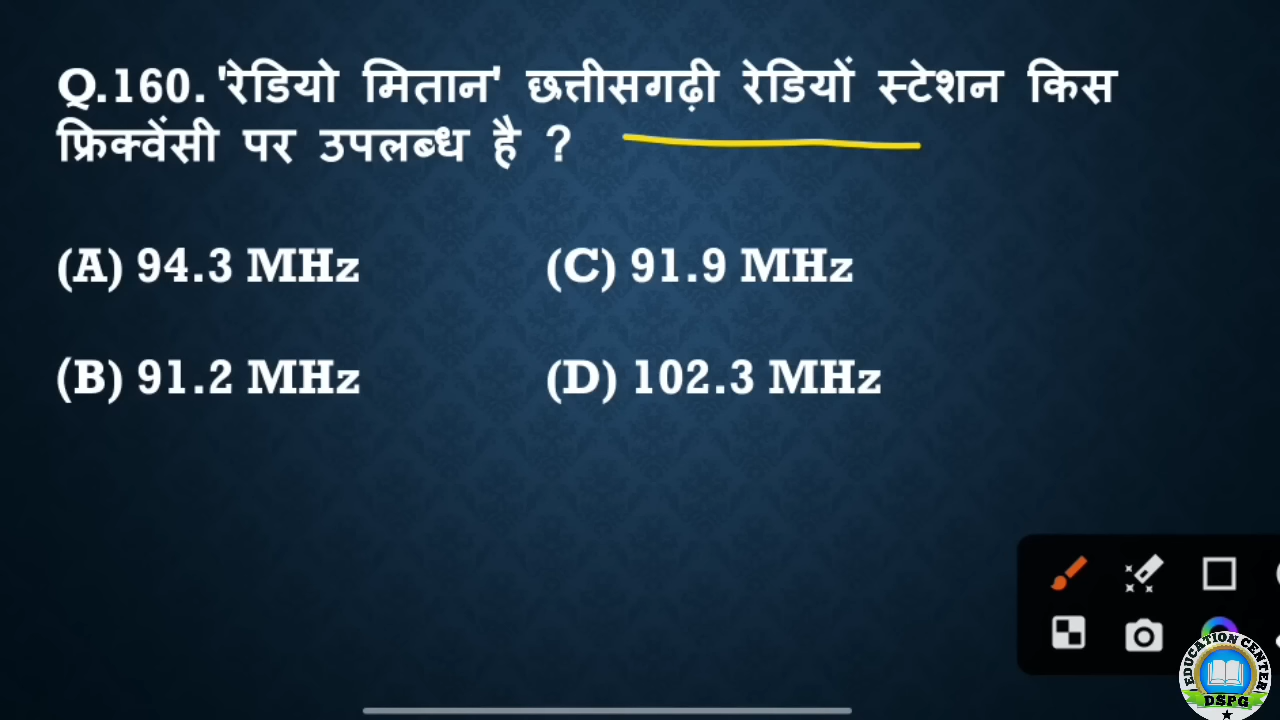 Q.160. 'रेडियो मितान' छत्तीसगढ़ी रेडियों स्टेशन किस
फ्रिक्वेंसी पर उपलब्ध है ?
(A) 94.3 MHz (C) 91.9 MHz
(B) 91.2 MHz (D) 102.3 MHz
EDUCATION CENTER
DSPG